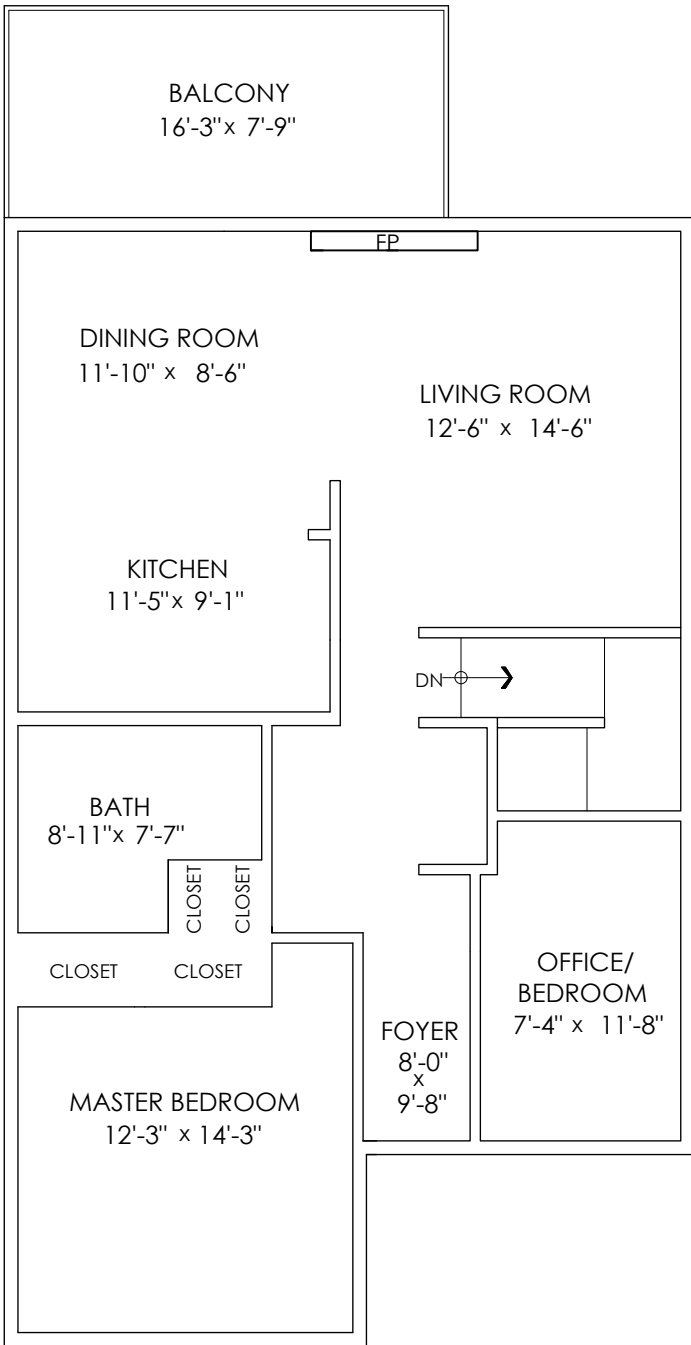 BALCONY
16'-3" x 7'-9"
FP
DINING ROOM
11'-10" x 8'-6"
LIVING ROOM
12'-6" x 14'-6"
KITCHEN
11'-5" x 9'-1"
DN
BATH
8'-11" x 7'-7"
CLOSET
CLOSET
CLOSET
CLOSET
OFFICE/
BEDROOM
7'-4" x 11'-8"
FOYER
8'-0"
x
9'-8"
MASTER BEDROOM
12'-3" x 14'-3"